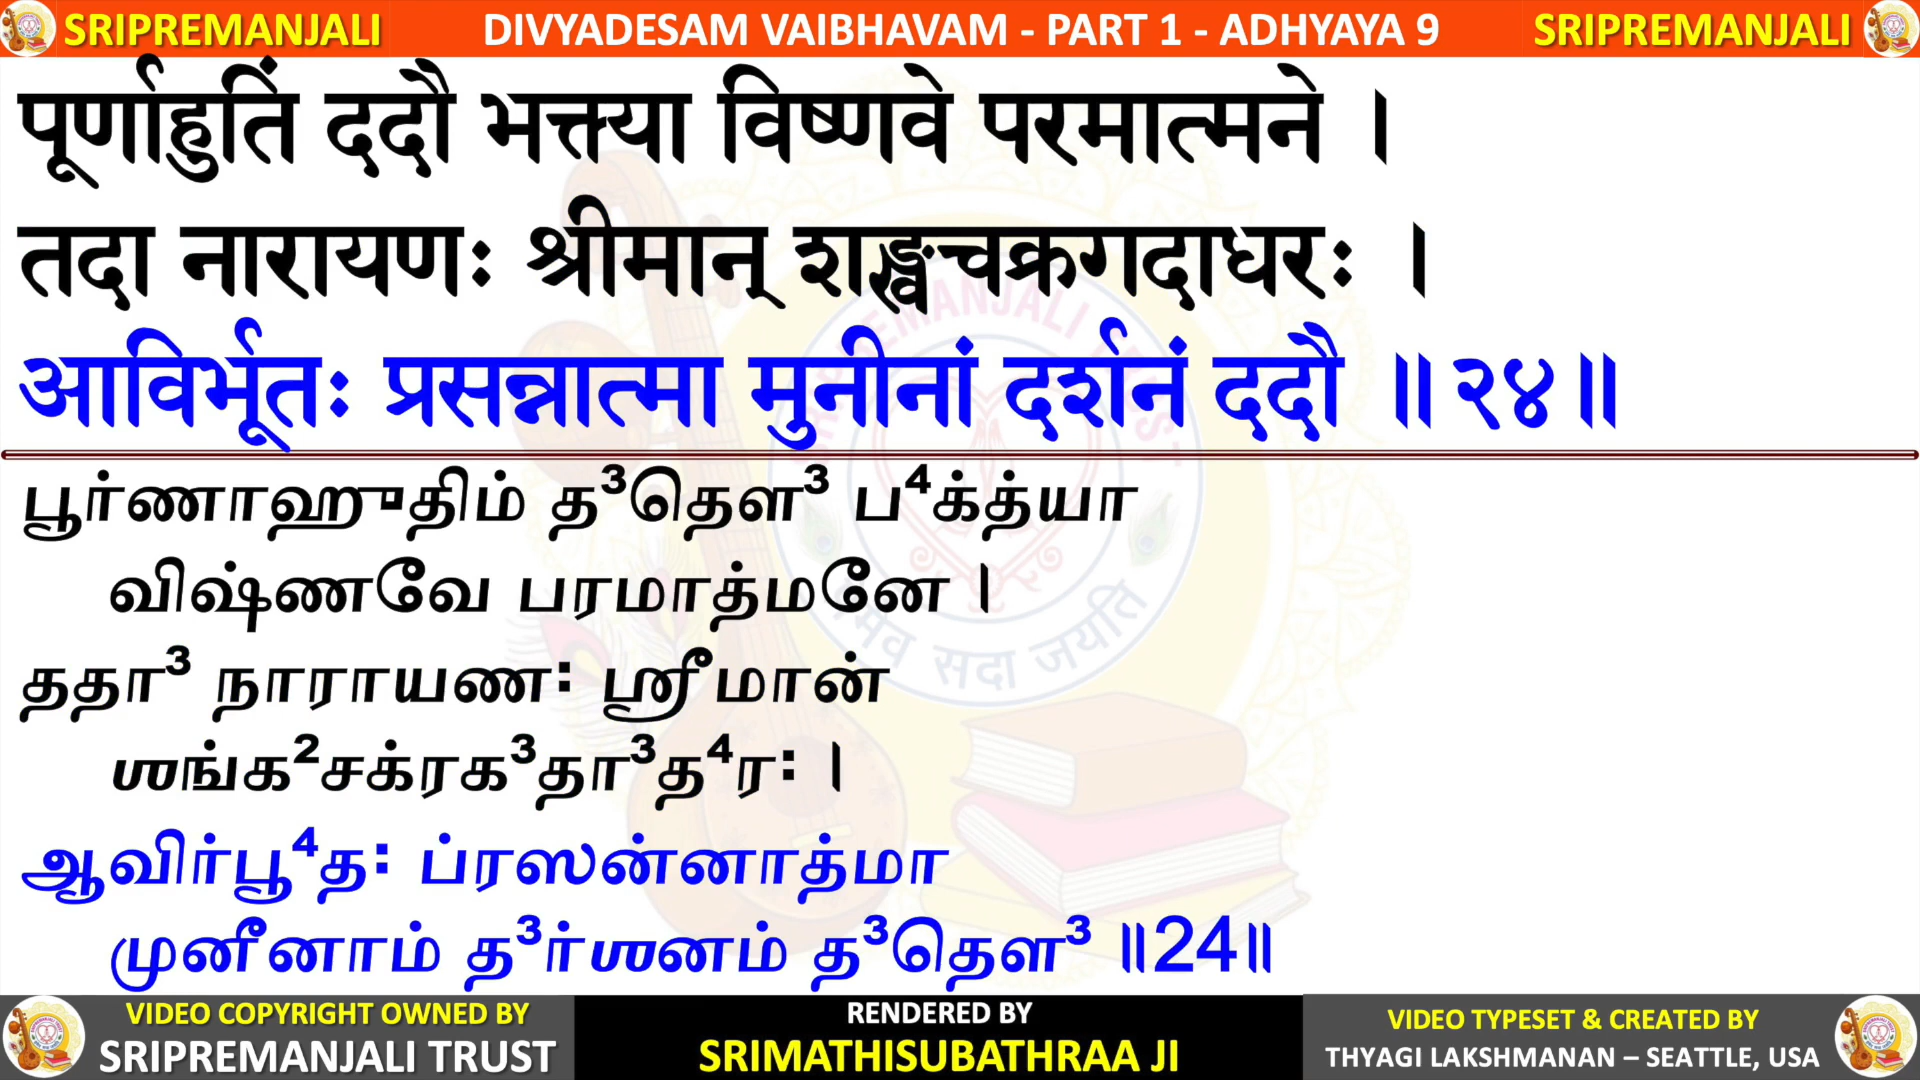 SRIPREMANJALI DIVYADESAM VAIBHAVAM - PART 1 - ADHYAYA 9 SRIPREMANJALI
पूर्णाहुतिं ददौ भक्त्या विष्णवे परमात्मने ।
तदा नारायणः श्रीमान् शङ्खचक्रगदाधरः ।
आविर्भूतः प्रसन्नात्मा मुनीनां दर्शनं ददौ ॥२४॥
பூர்ணாஹுதிம் த³தௌ³ ப⁴க்த்யா
விஷ்ணவே பரமாத்மனே ।
ததா³ நாராயண: ஸ்ரீமான்
ஶங்க²சக்ரக³தா³த⁴ர: ।
ஆவிர்பூ⁴த: ப்ரஸன்னாத்மா
முனீனாம் த³ர்ஶனம் த³தௌ³ ॥24॥
VIDEO COPYRIGHT OWNED BY
SRIPREMANJALI TRUST
RENDERED BY
SRIMATHISUBATHRAA JI
VIDEO TYPESET & CREATED BY
THYAGI LAKSHMANAN – SEATTLE, USA